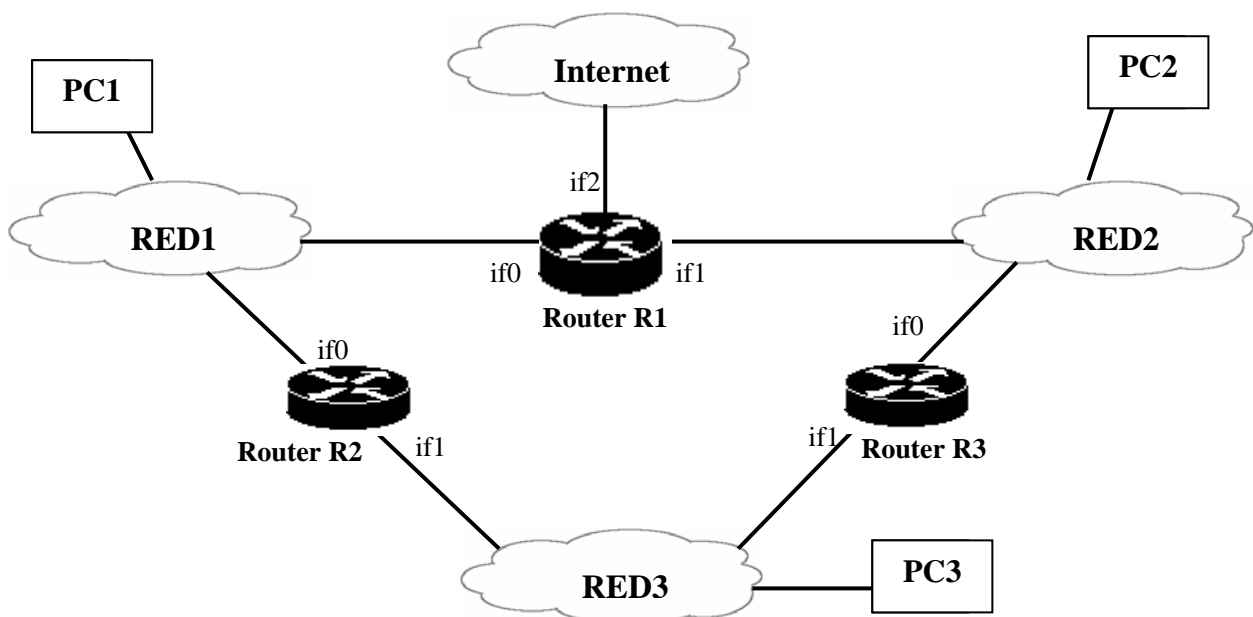 Internet
PC1
PC2
if2
RED1
RED2
if0
if1
Router R1
if0
if0
Router R2
if1
if1
Router R3
RED3
PC3